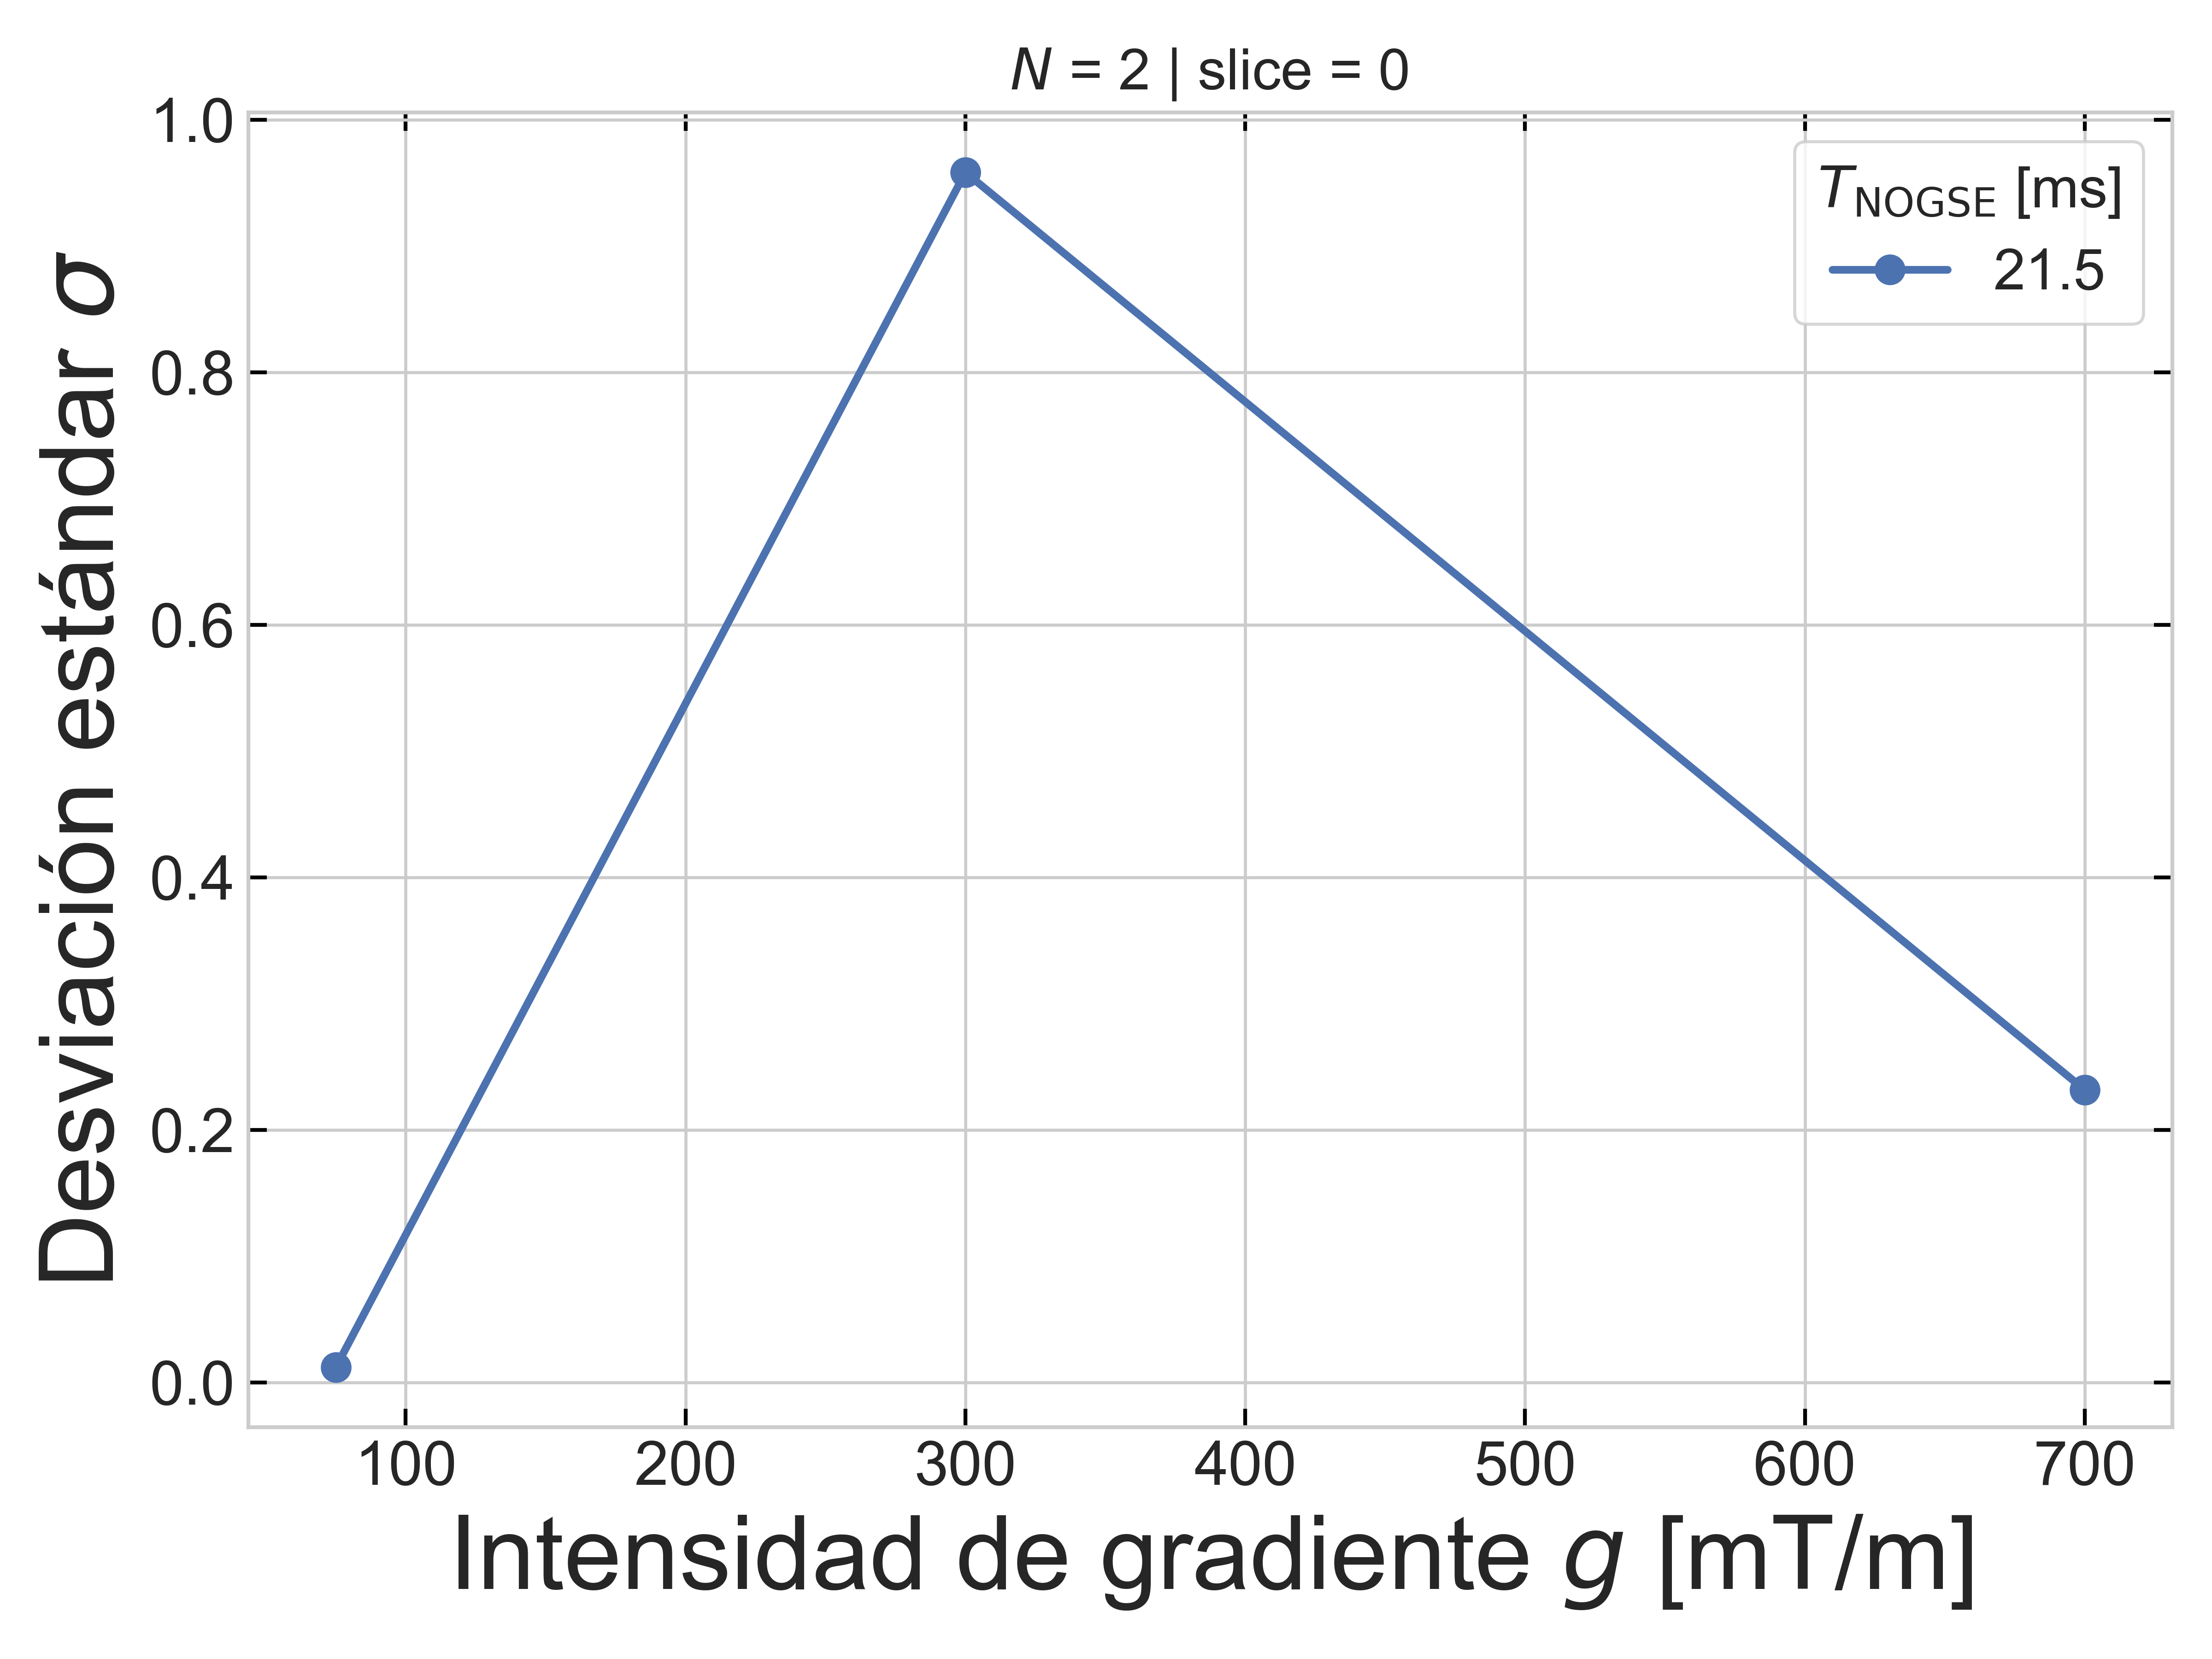 N = 2 | slice = 0
Desviación estándar σ
1.0
0.8
0.6
0.4
0.2
0.0
T_NOGSE [ms]
21.5
100 200 300 400 500 600 700
Intensidad de gradiente g [mT/m]